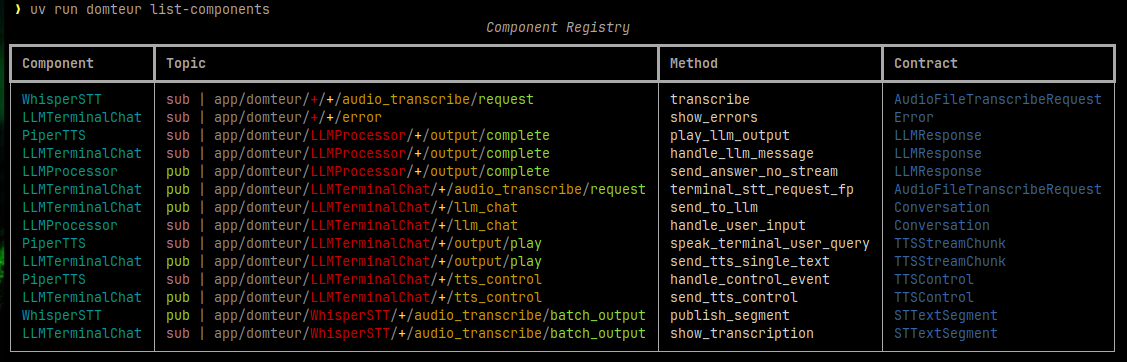 ❯ uv run domteur list-components
Component Registry
Component Topic Method Contract
WhisperSTT sub | app/domteur/+/+/audio_transcribe/request transcribe AudioFileTranscribeRequest
LLMTerminalChat sub | app/domteur/+/+/error show_errors Error
PiperTTS sub | app/domteur/LLMProcessor/+/output/complete play_llm_output LLMResponse
LLMTerminalChat sub | app/domteur/LLMProcessor/+/output/complete handle_llm_message LLMResponse
LLMProcessor pub | app/domteur/LLMProcessor/+/output/complete send_answer_no_stream LLMResponse
LLMTerminalChat pub | app/domteur/LLMTerminalChat/+/audio_transcribe/request terminal_stt_request_fp AudioFileTranscribeRequest
LLMTerminalChat pub | app/domteur/LLMTerminalChat/+/llm_chat send_to_llm Conversation
LLMProcessor sub | app/domteur/LLMTerminalChat/+/llm_chat handle_user_input Conversation
PiperTTS sub | app/domteur/LLMTerminalChat/+/output/play speak_terminal_user_query TTSStreamChunk
LLMTerminalChat pub | app/domteur/LLMTerminalChat/+/output/play send_tts_single_text TTSStreamChunk
PiperTTS sub | app/domteur/LLMTerminalChat/+/tts_control handle_control_event TTSControl
LLMTerminalChat pub | app/domteur/LLMTerminalChat/+/tts_control send_tts_control TTSControl
WhisperSTT pub | app/domteur/WhisperSTT/+/audio_transcribe/batch_output publish_segment STTextSegment
LLMTerminalChat sub | app/domteur/WhisperSTT/+/audio_transcribe/batch_output show_transcription STTextSegment